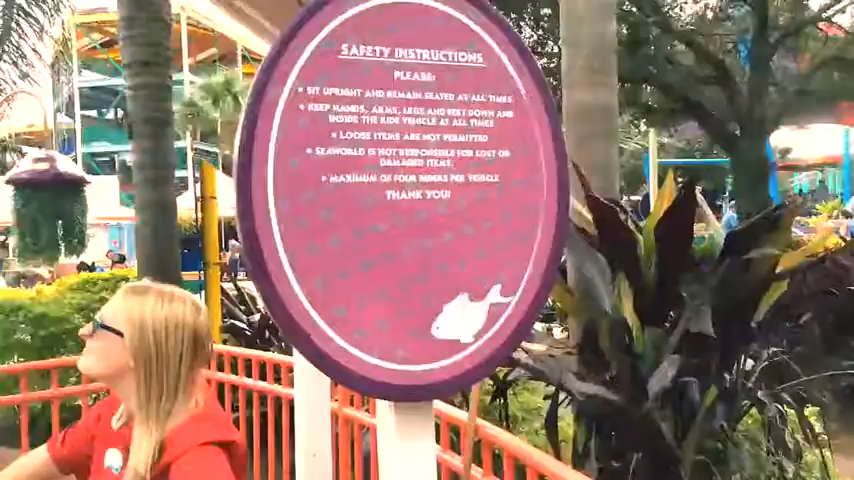 SAFETY INSTRUCTIONS
PLEASE:
• SIT UPRIGHT AND REMAIN SEATED AT ALL TIMES
• KEEP HANDS, ARMS, LEGS AND FEET DOWN AND
INSIDE THE RIDE VEHICLE AT ALL TIMES.
• LOOSE ITEMS ARE NOT PERMITTED
• SEAWORLD IS NOT RESPONSIBLE FOR LOST OR
DAMAGED ITEMS.
• MAXIMUM OF FOUR RIDERS PER VEHICLE
THANK YOU!